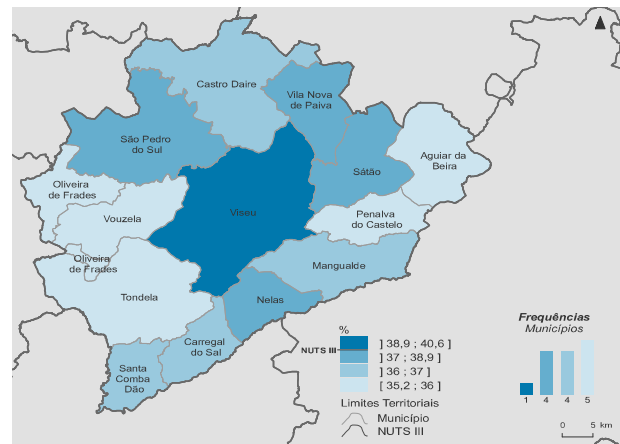 Castro Daire
Vila Nova
de Paiva
São Pedro
do Sul
Sátão
Aguiar da
Beira
Oliveira
de Frades
Vouzela
Viseu
Penalva
do Castelo
Oliveira
de Frades
Mangualde
Tondela
Nelas
Carregal
do Sal
Santa
Comba
Dão
%
NUTS III
] 38,9 ; 40,6 ]
] 37 ; 38,9 ]
] 36 ; 37 ]
[ 35,2 ; 36 ]
Limites Territoriais
Município
NUTS III
Frequências
Municípios
1 4 4 5
0 5 km